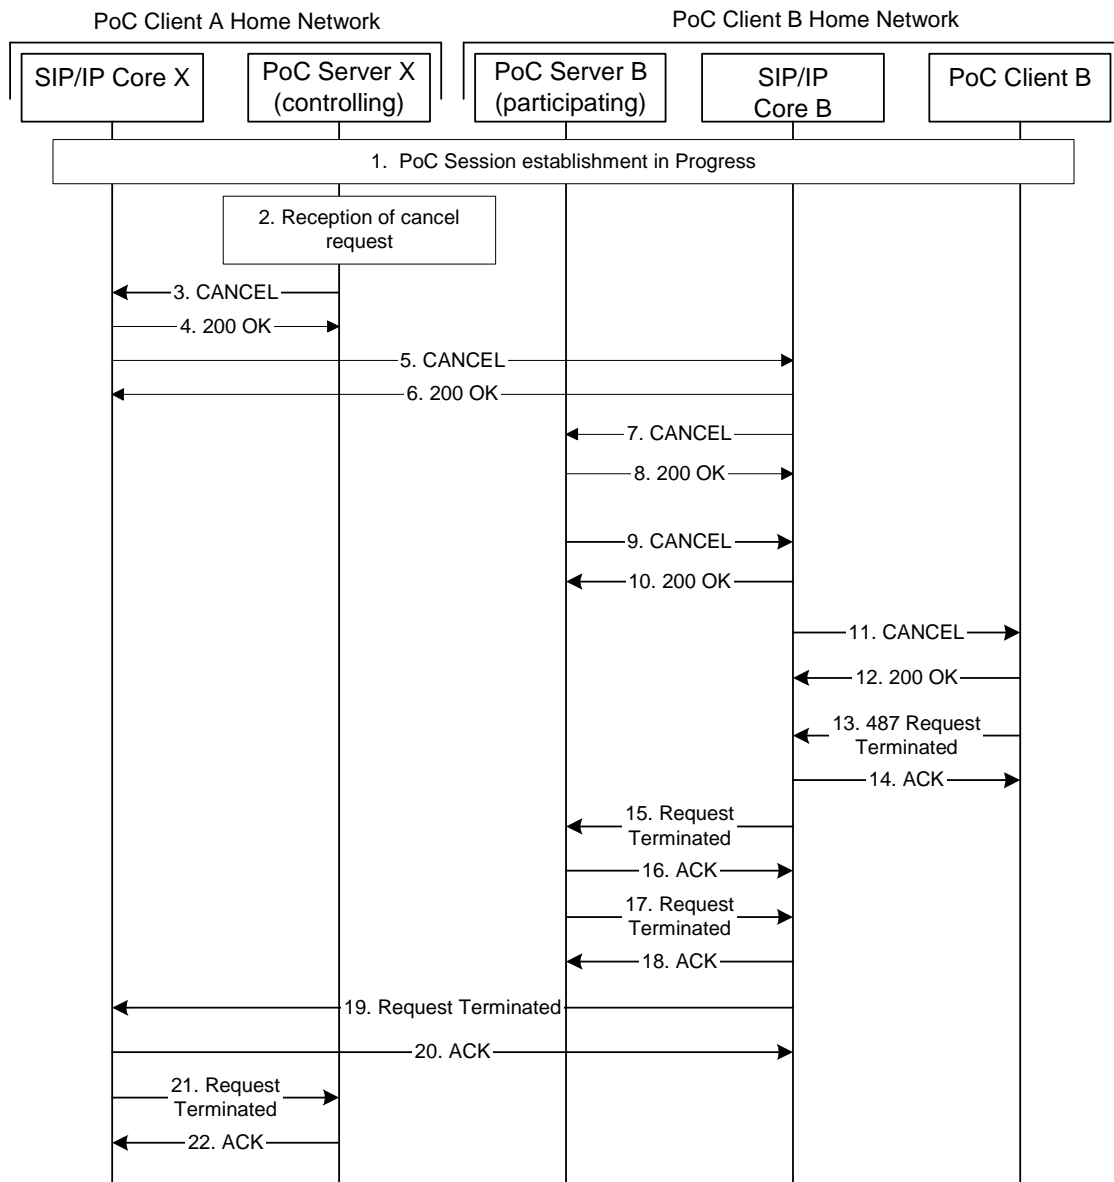 PoC Client A Home Network
PoC Client B Home Network
SIP/IP Core X
PoC Server X
(controlling)
PoC Server B
(participating)
SIP/IP
Core B
PoC Client B
1.  PoC Session establishment in Progress
2. Reception of cancel
request
3. CANCEL
4. 200 OK
5. CANCEL
6. 200 OK
7. CANCEL
8. 200 OK
9. CANCEL
10. 200 OK
11. CANCEL
12. 200 OK
13. 487 Request
Terminated
14. ACK
15. Request
Terminated
16. ACK
17. Request
Terminated
18. ACK
19. Request Terminated
20. ACK
21. Request
Terminated
22. ACK